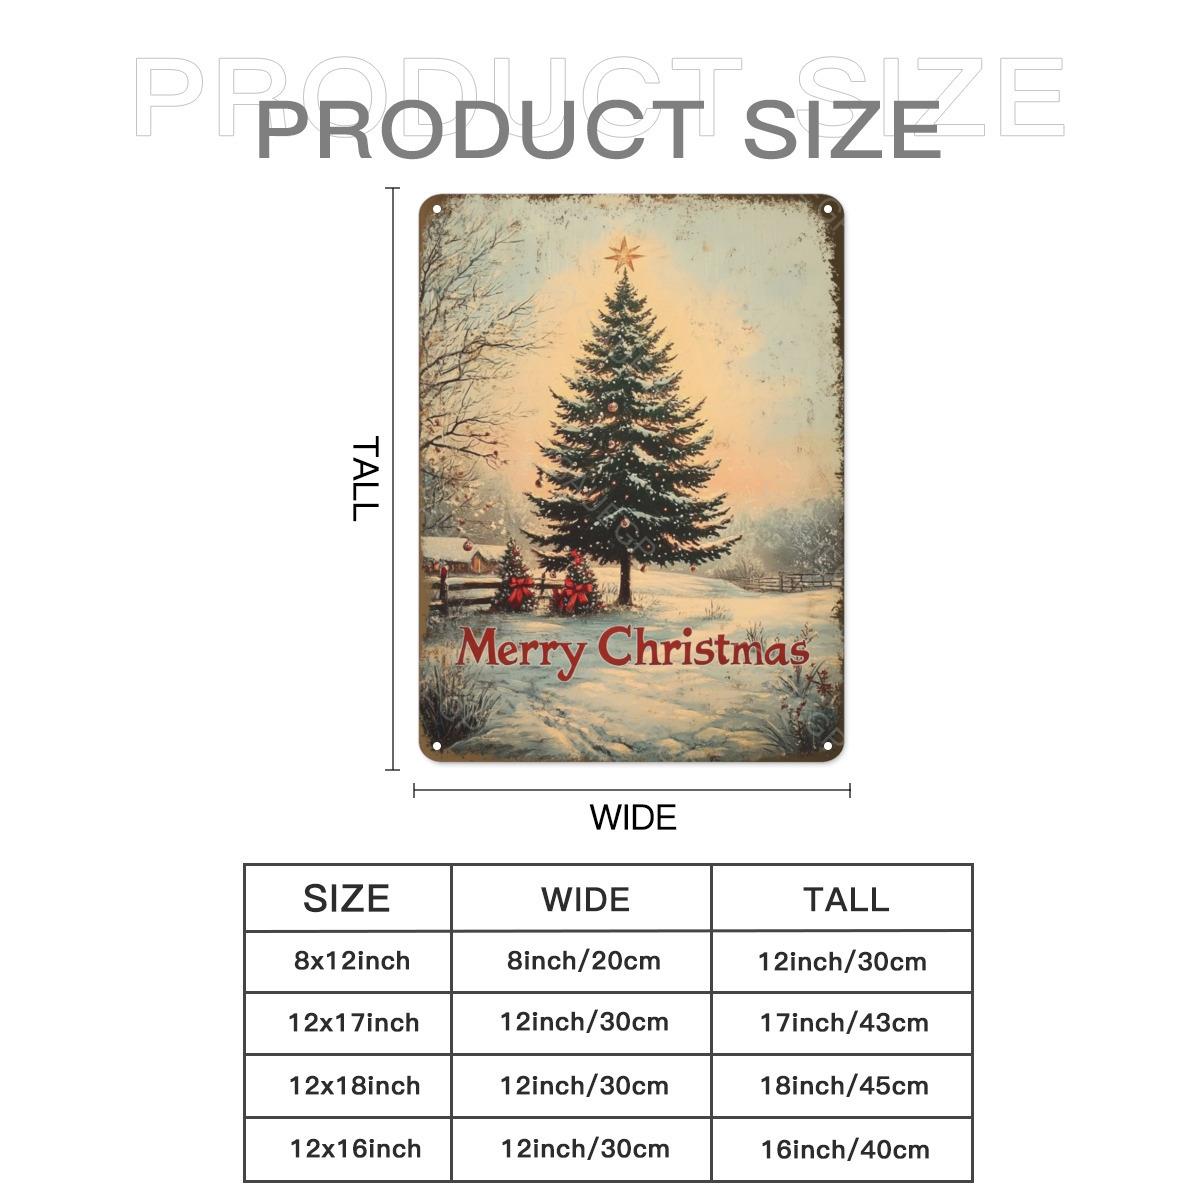 PRODUCT SIZE
PRODUCT SIZE
TALL
Merry Christmas
WIDE
SIZE WIDE TALL
8x12inch 8inch/20cm 12inch/30cm
12x17inch 12inch/30cm 17inch/43cm
12x18inch 12inch/30cm 18inch/45cm
12x16inch 12inch/30cm 16inch/40cm